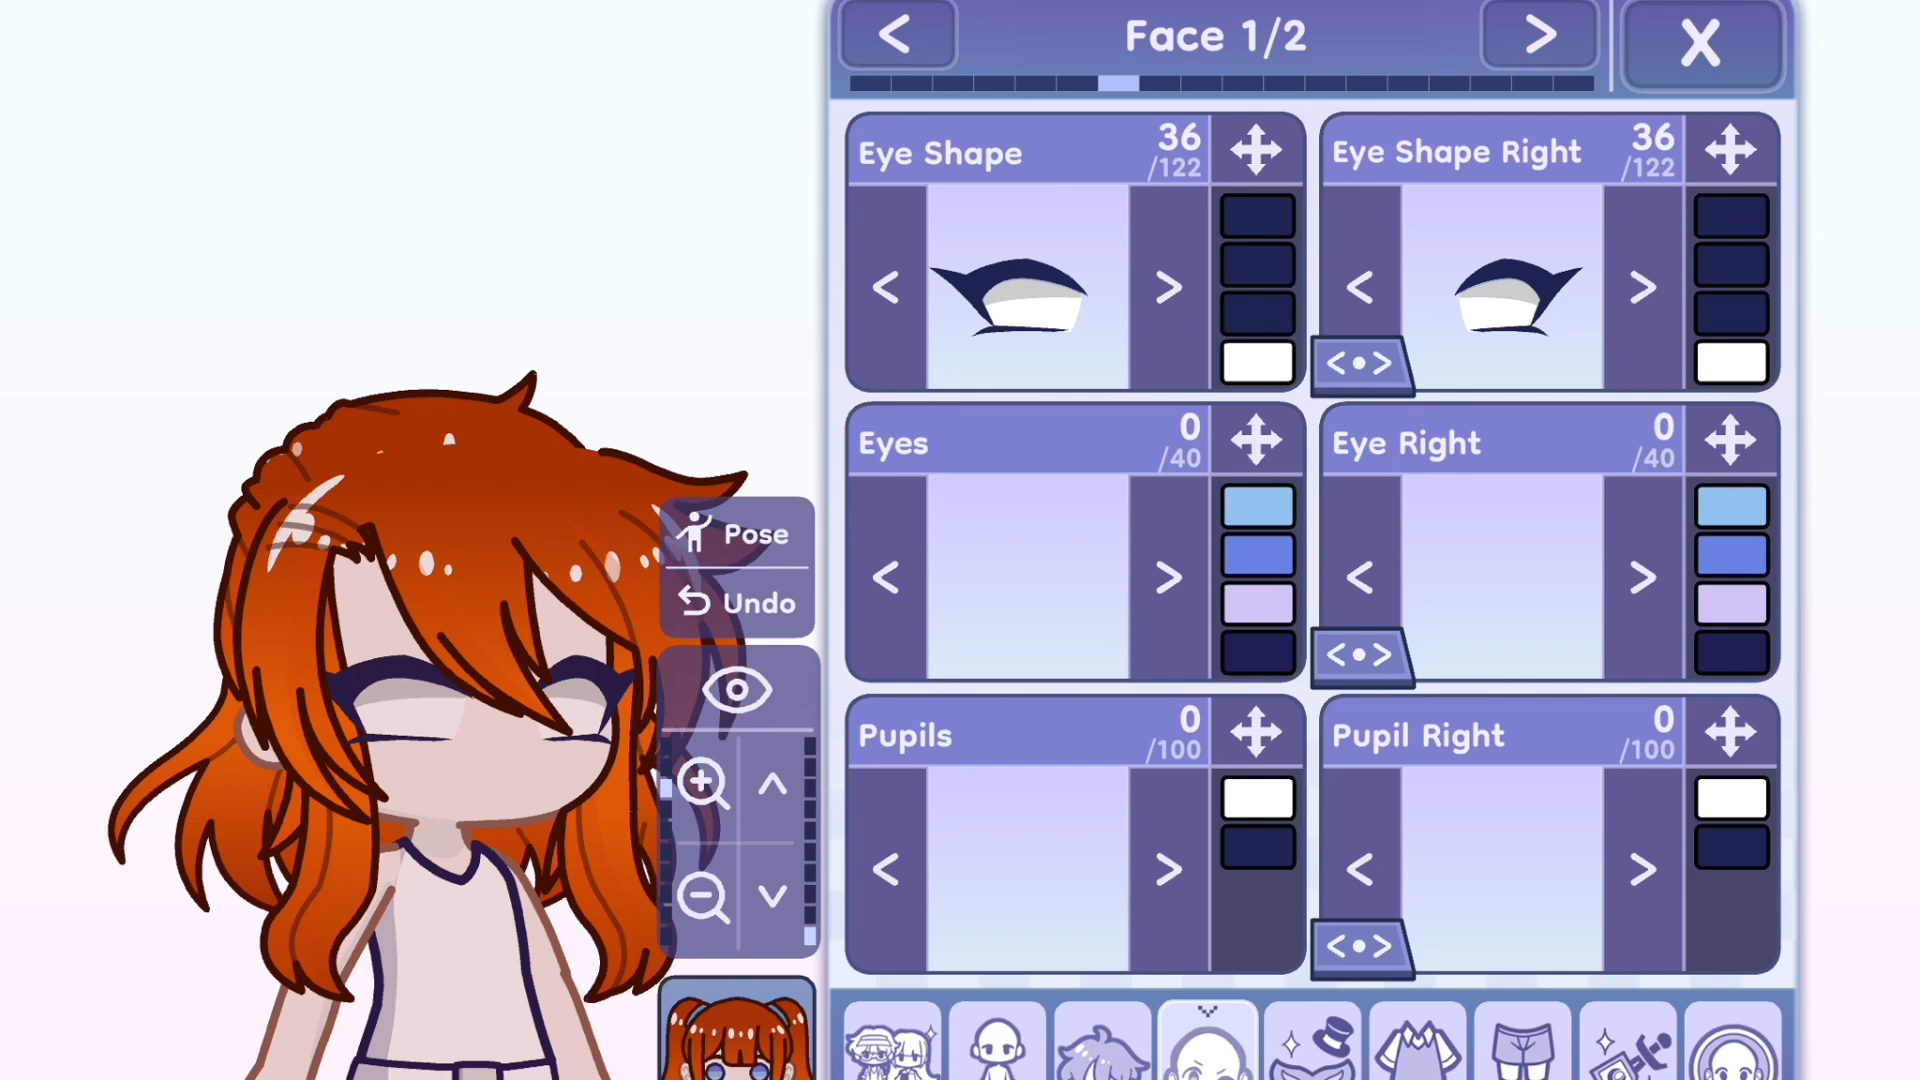 Face 1/2
X
Eye Shape
36
/122
Eye Shape Right
36
/122
Eyes
0
/40
Eye Right
0
/40
Pose
Undo
Pupils
0
/100
Pupil Right
0
/100